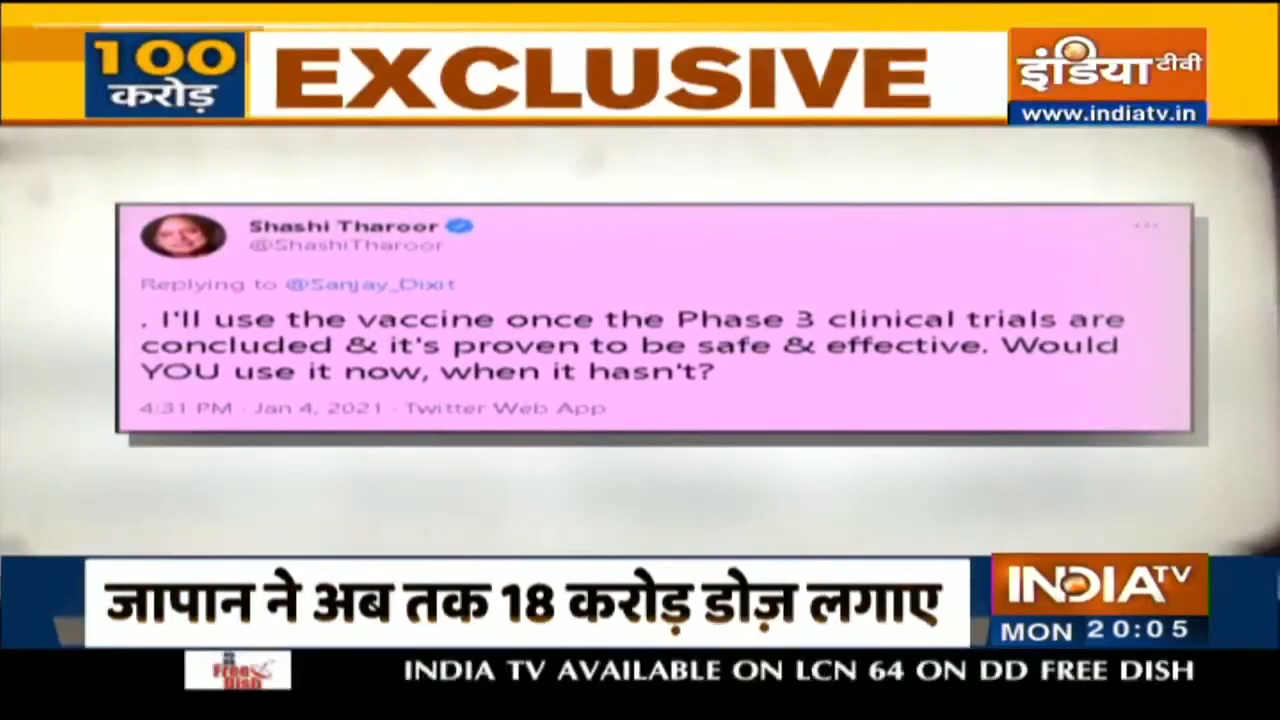 100
करोड़
EXCLUSIVE
इंडिया टीवी
www.indiatv.in
Shashi Tharoor
@ShashiTharoor
Replying to @Sanjay_Dixit
. I'll use the vaccine once the Phase 3 clinical trials are
concluded & it's proven to be safe & effective. Would
YOU use it now, when it hasn't?
4:31 PM · Jan 4, 2021 · Twitter Web App
जापान ने अब तक 18 करोड़ डोज़ लगाए
INDIA TV
MON 20:05
Free Dish
INDIA TV AVAILABLE ON LCN 64 ON DD FREE DISH